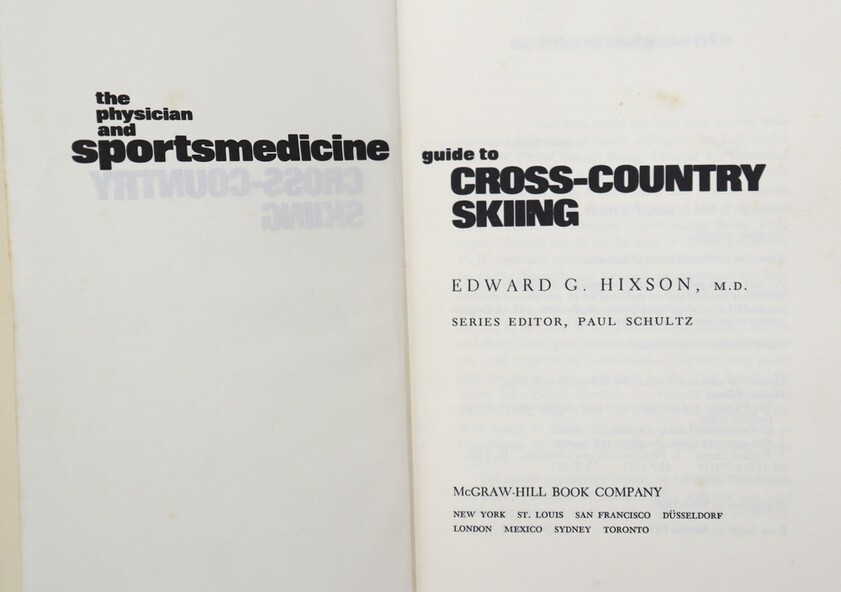 the
physician
and
sportsmedicine
guide to
CROSS-COUNTRY
SKIING
EDWARD G. HIXSON, M.D.
SERIES EDITOR, PAUL SCHULTZ
McGRAW-HILL BOOK COMPANY
NEW YORK ST. LOUIS SAN FRANCISCO DÜSSELDORF
LONDON MEXICO SYDNEY TORONTO